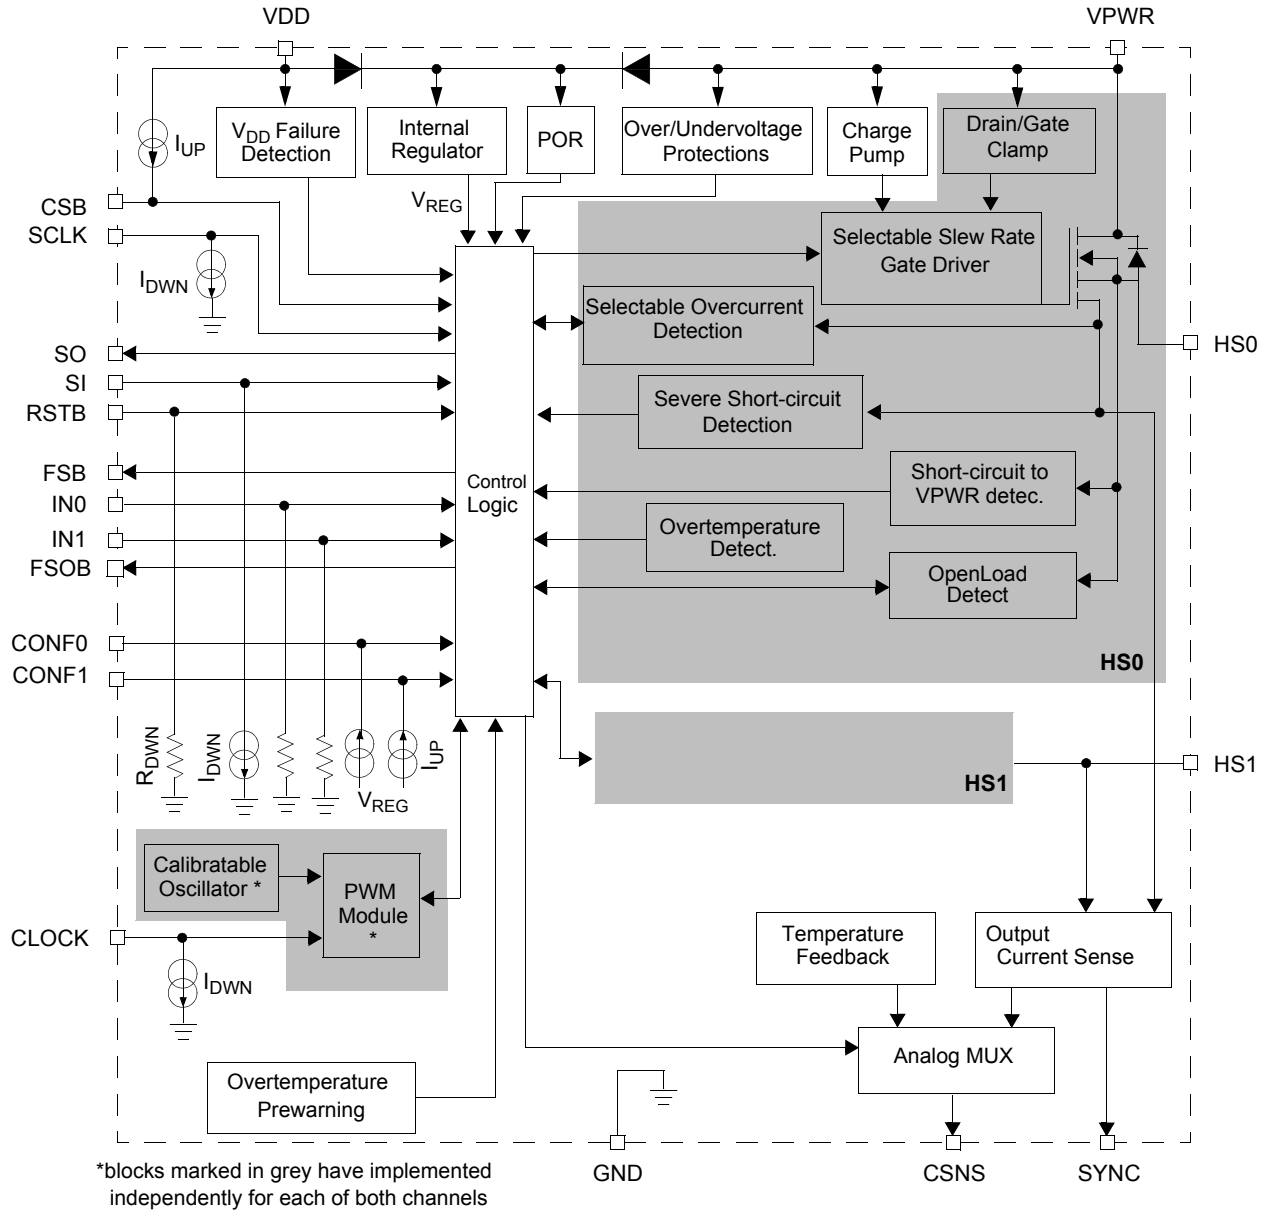 VDD
VPWR
VDD Failure
Detection
Internal
Regulator
POR
Over/Undervoltage
Protections
Charge
Pump
Drain/Gate
Clamp
IUP
CSB
SCLK
VREG
IDWN
Selectable Slew Rate
Gate Driver
Selectable Overcurrent
Detection
HS0
SO
SI
RSTB
Severe Short-circuit
Detection
FSB
IN0
IN1
FSOB
Control
Logic
Short-circuit to
VPWR detec.
Overtemperature
Detect.
OpenLoad
Detect
CONF0
CONF1
HS0
RDWN
IDWN
VREG
IUP
HS1
HS1
Calibratable
Oscillator *
PWM
Module
*
CLOCK
IDWN
Temperature
Feedback
Output
Current Sense
Analog MUX
Overtemperature
Prewarning
GND
CSNS
SYNC
*blocks marked in grey have implemented
independently for each of both channels